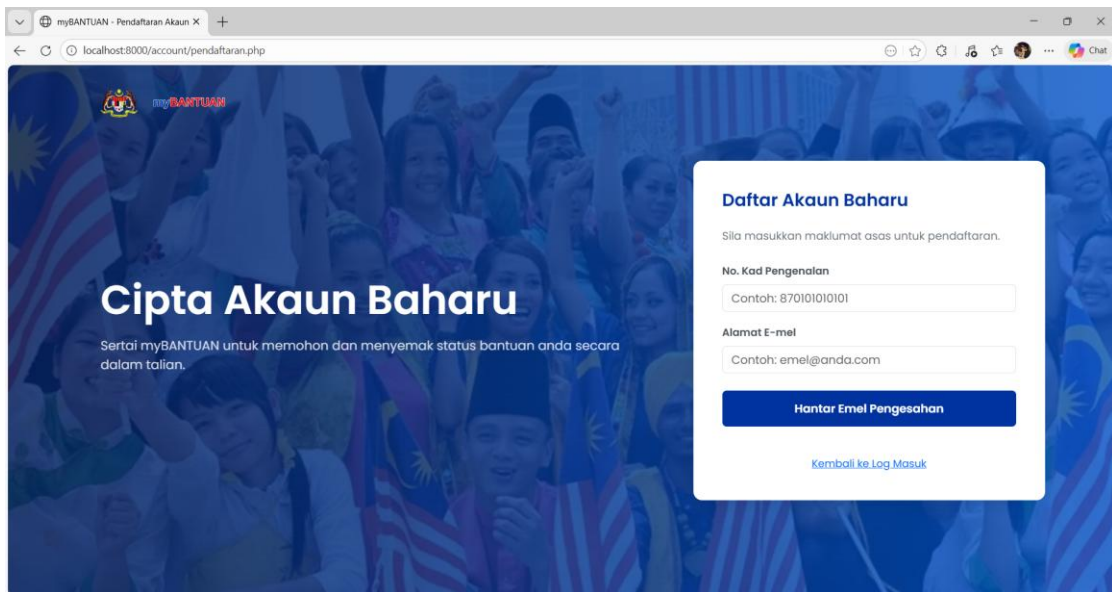 myBANTUAN - Pendaftaran Akaun
localhost:8000/account/pendaftaran.php
Chat
myBANTUAN
Cipta Akaun Baharu
Sertai myBANTUAN untuk memohon dan menyemak status bantuan anda secara
dalam talian.
Daftar Akaun Baharu
Sila masukkan maklumat asas untuk pendaftaran.
No. Kad Pengenalan
Contoh: 870101010101
Alamat E-mel
Contoh: emel@anda.com
Hantar Emel Pengesahan
Kembali ke Log Masuk